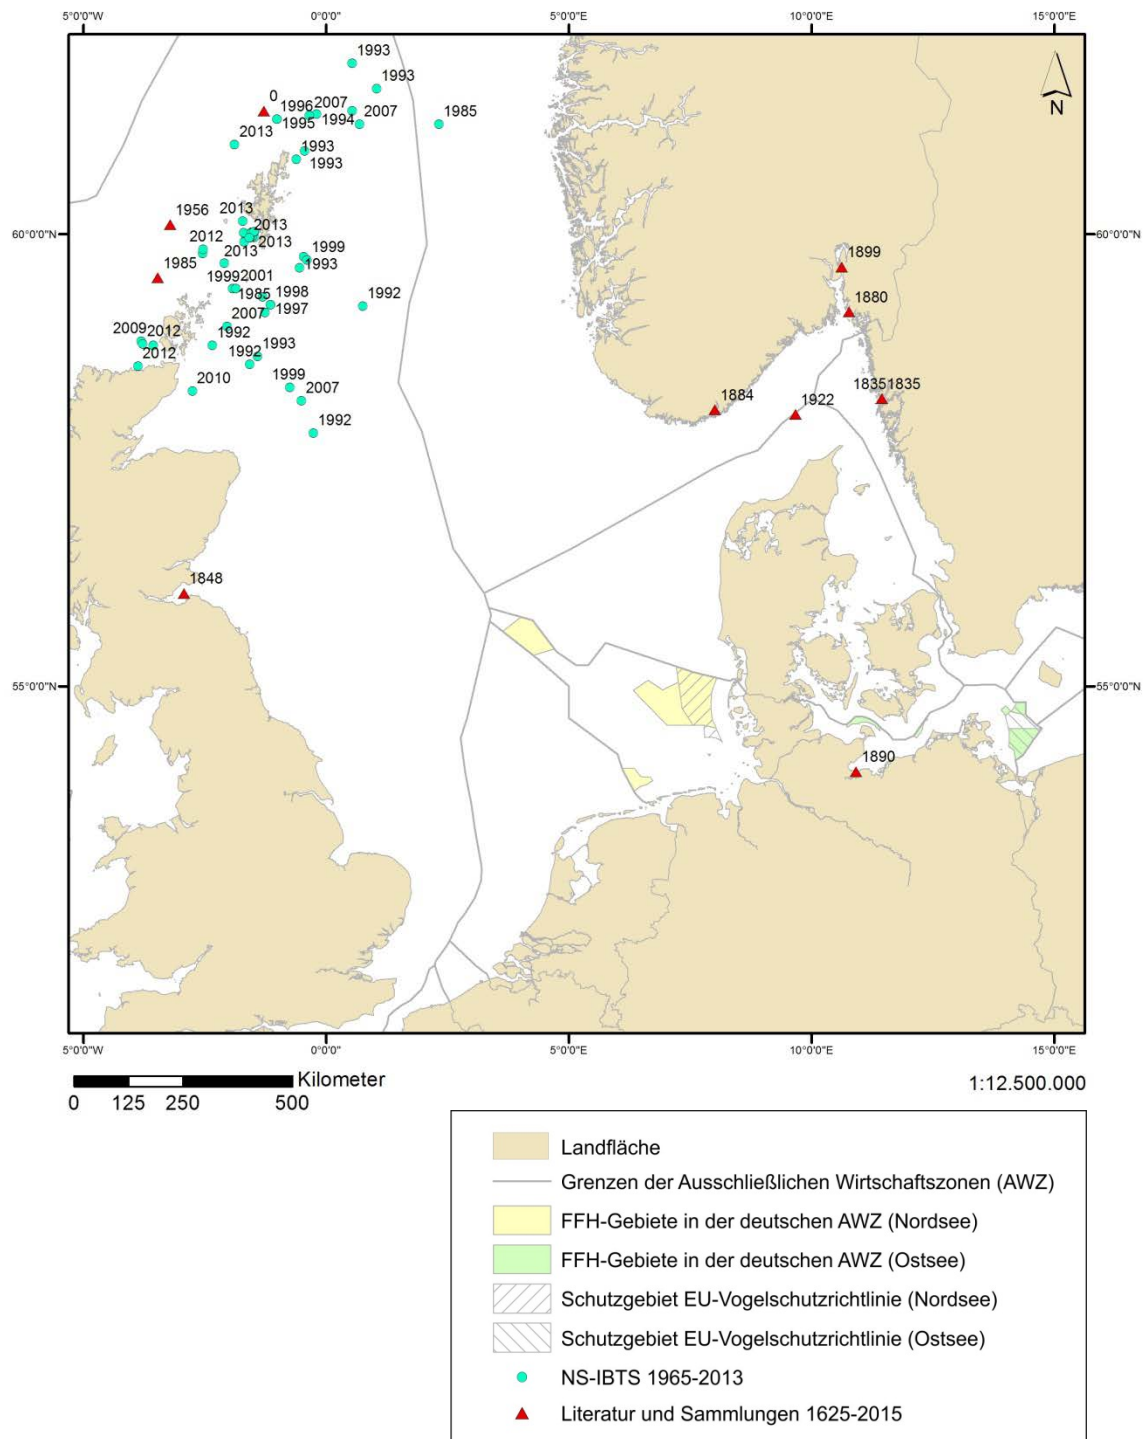 5°0'0"W 0°0'0" 5°0'0"E 10°0'0"E 15°0'0"E
N
1993
1993
0
1996 2007
1995 1994 2007 1985
2013
1993
1993
1956
2013
2013
2012 2013
2013
1999
1993
1985
1999 2001
1985 1998
1997
1992
2007
2009 2012
1992
1993
2012
1992
2010
1999
2007
1992
60°0'0"N 60°0'0"N
1899
1880
1835 1835
1884
1922
1848
55°0'0"N 55°0'0"N
1890
5°0'0"W 0°0'0" 5°0'0"E 10°0'0"E 15°0'0"E
Kilometer
0 125 250 500
1:12.500.000
Landfläche
Grenzen der Ausschließlichen Wirtschaftszonen (AWZ)
FFH-Gebiete in der deutschen AWZ (Nordsee)
FFH-Gebiete in der deutschen AWZ (Ostsee)
Schutzgebiet EU-Vogelschutzrichtlinie (Nordsee)
Schutzgebiet EU-Vogelschutzrichtlinie (Ostsee)
NS-IBTS 1965-2013
Literatur und Sammlungen 1625-2015